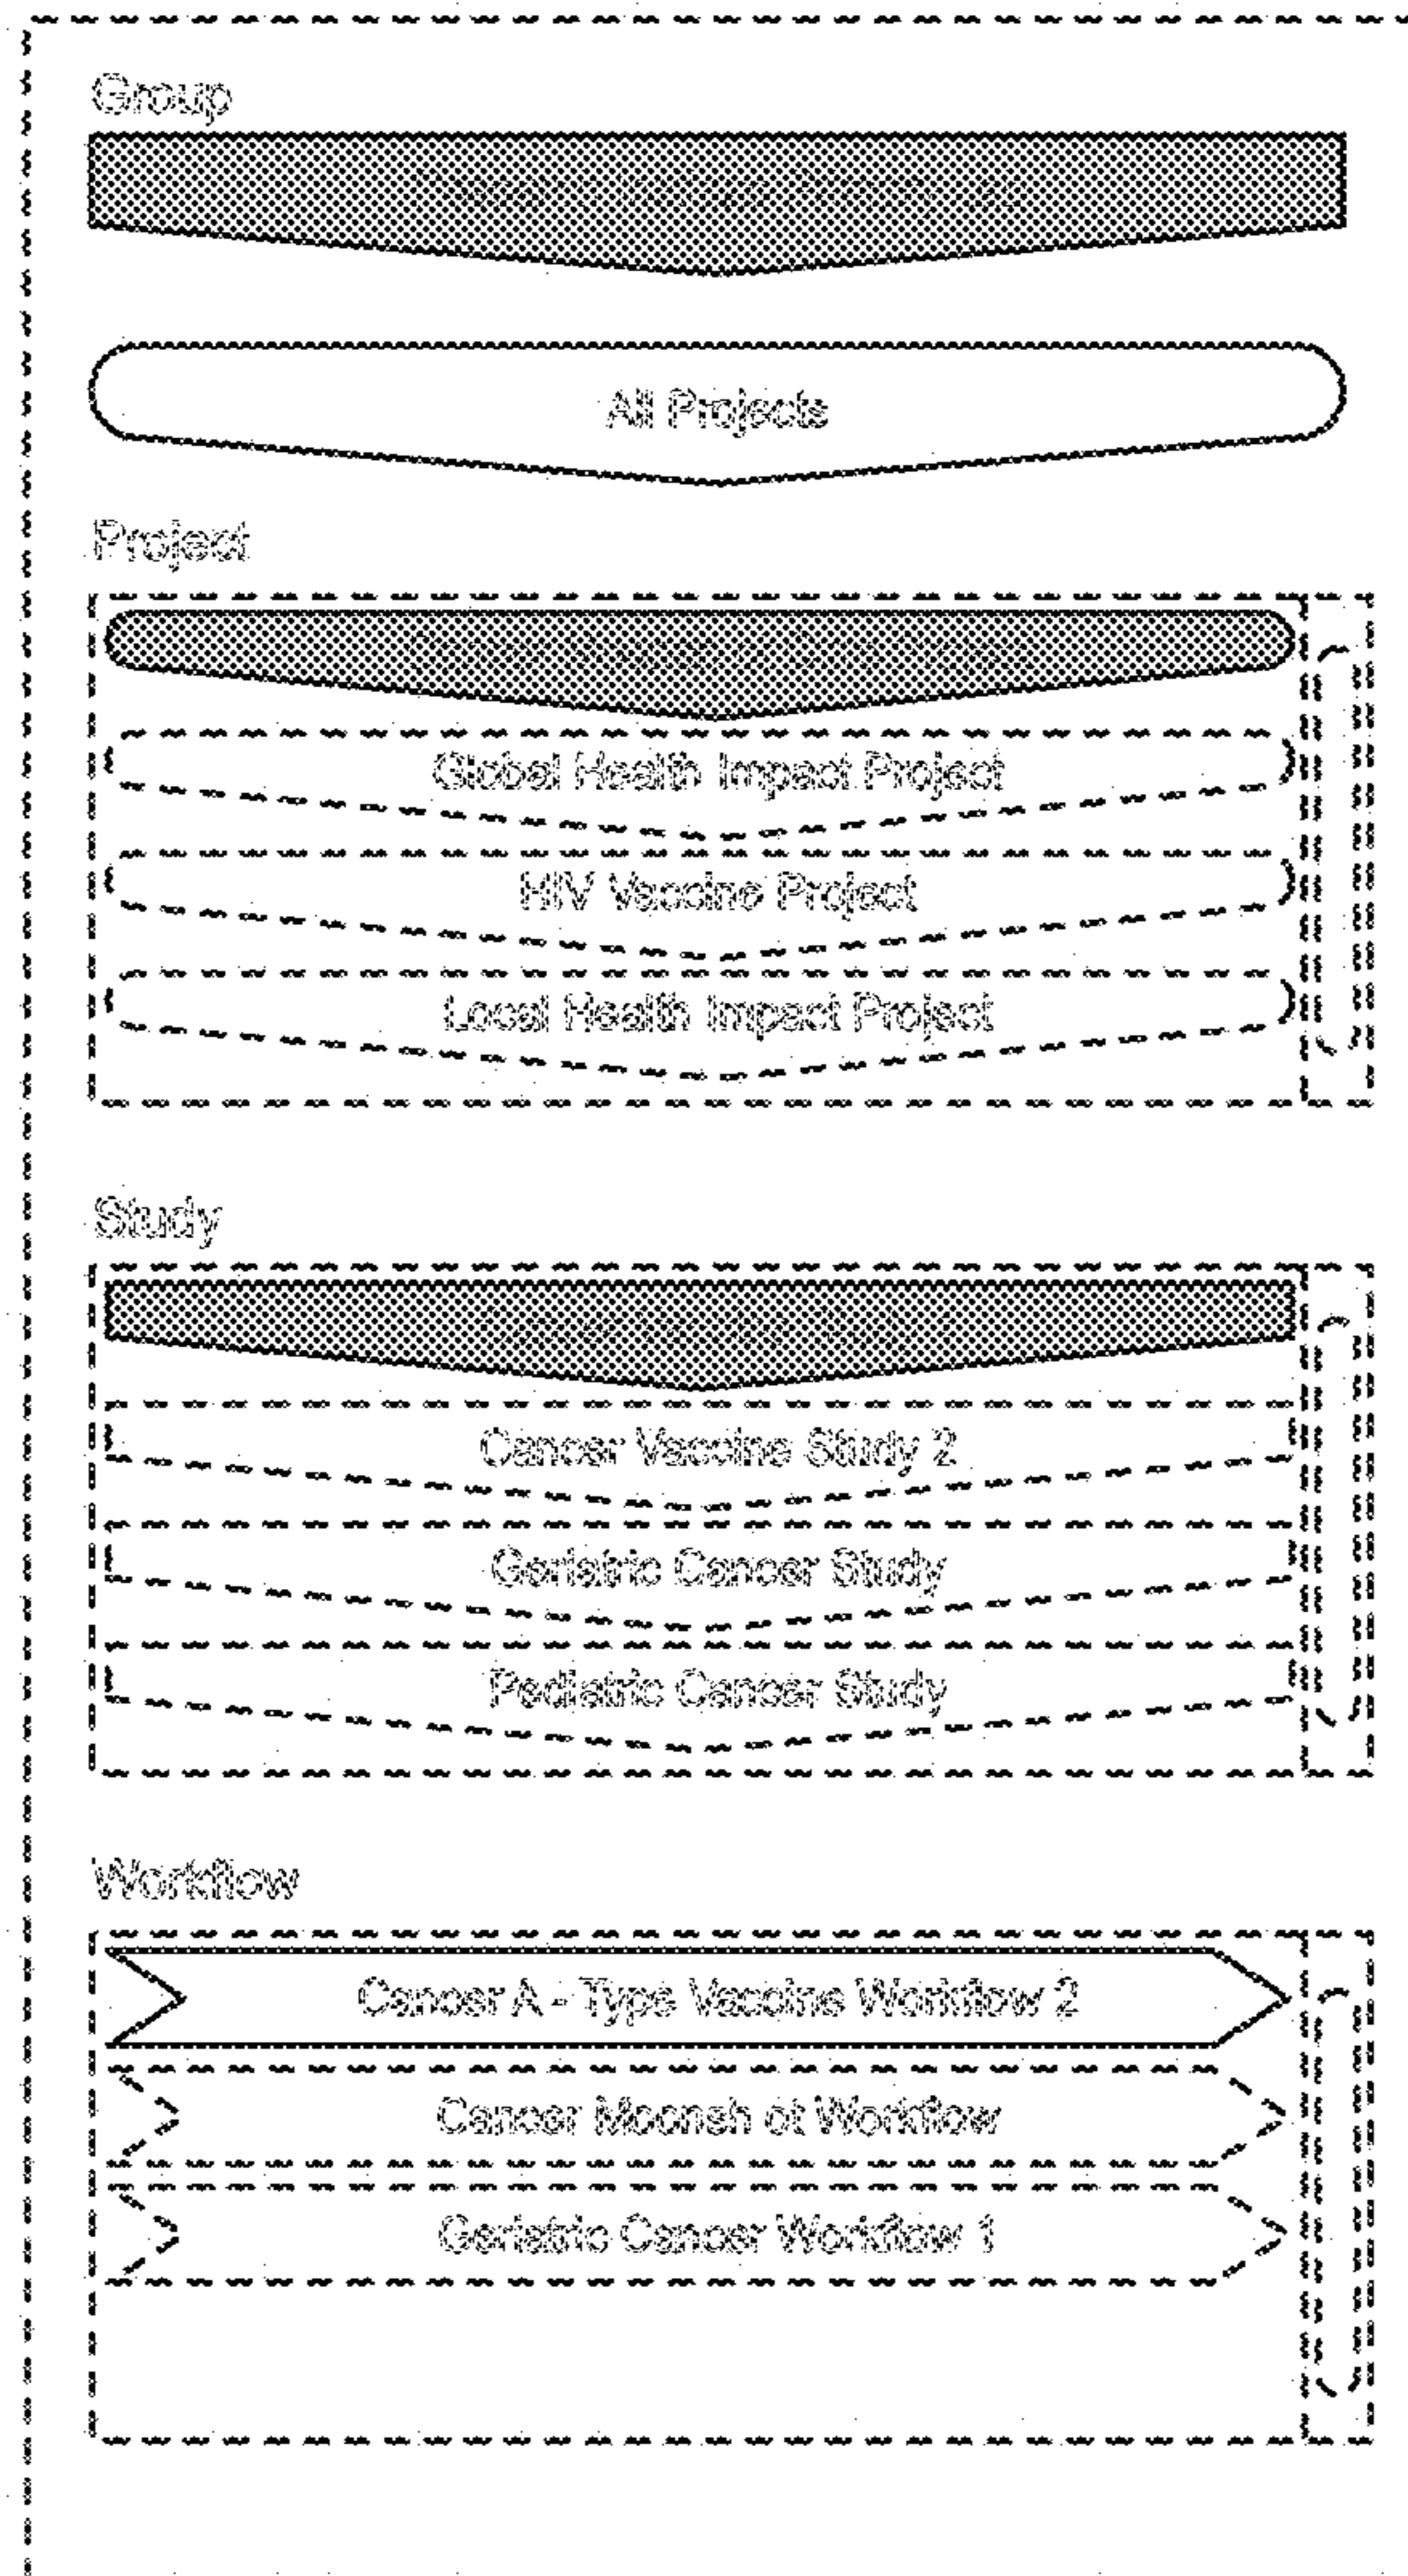 Group
All Projects
Project
Global Health Impact Project
HIV Vaccine Project
Local Health Impact Project
Study
Cancer Vaccine Study 2
Geriatric Cancer Study
Pediatric Cancer Study
Workflow
Cancer A - Type Vaccine Workflow 2
Cancer Moonsh ot Workflow
Geriatric Cancer Workflow 1